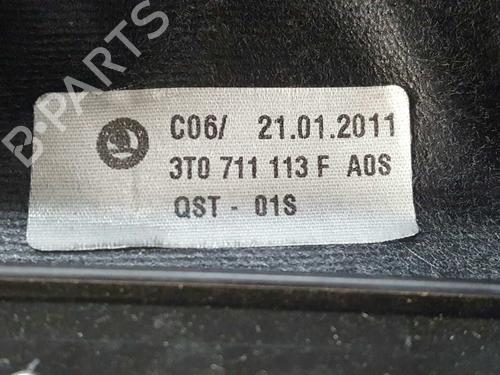 B-PARTS
C06/ 21.01.2011
3T0 711 113 F A0S
QST - 01S